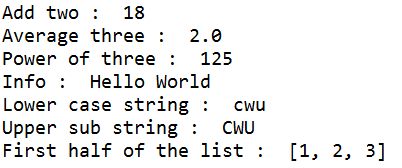 Add two :  18
Average three :  2.0
Power of three :  125
Info :  Hello World
Lower case string :  cwu
Upper sub string :  CWU
First half of the list :  [1, 2, 3]